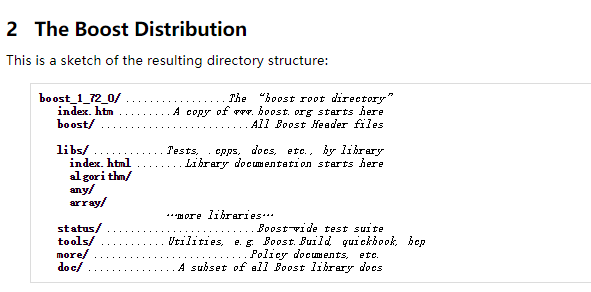 2 The Boost Distribution
This is a sketch of the resulting directory structure:
boost_1_72_0/ .................The “boost root directory”
index.htm .........A copy of www.boost.org starts here
boost/ .........................All Boost Header files
libs/ ............Tests, .cpps, docs, etc., by library
index.html ........Library documentation starts here
algorithm/
any/
array/
…more libraries…
status/ .........................Boost-wide test suite
tools/ ...........Utilities, e.g. Boost.Build, quickbook, bcp
more/ ..........................Policy documents, etc.
doc/ ...............A subset of all Boost library docs